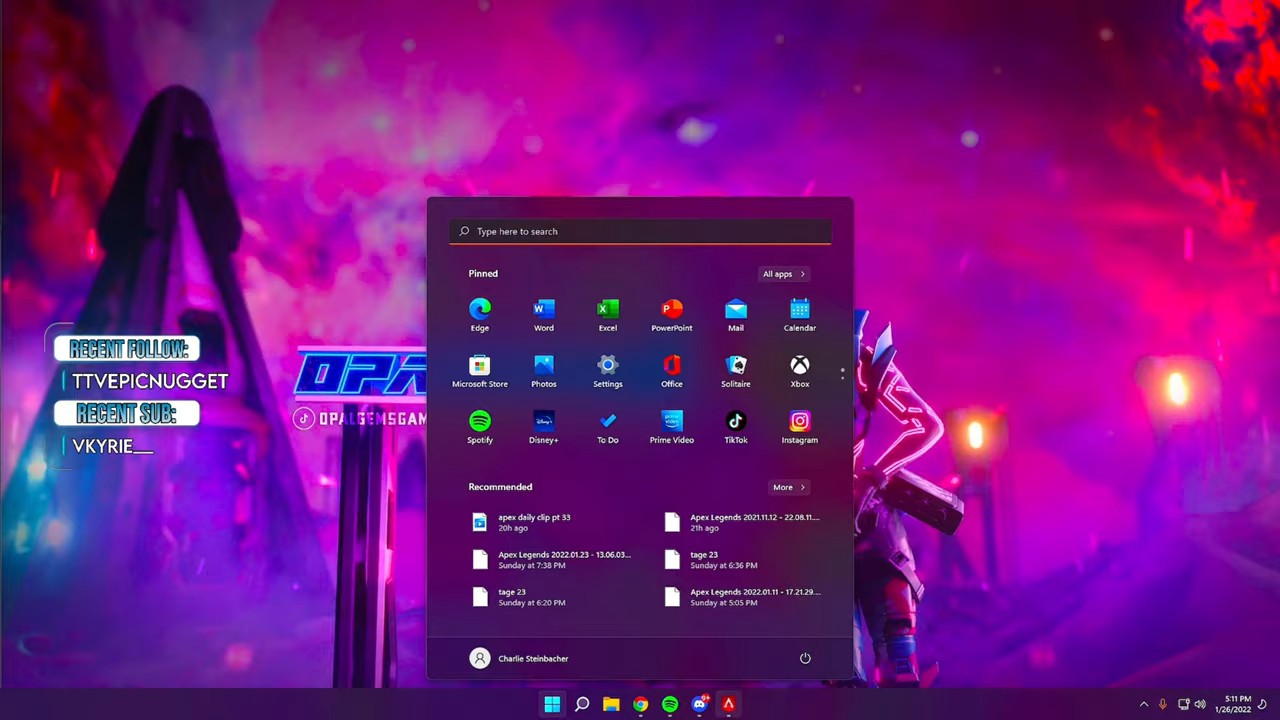 Type here to search
Pinned
All apps
Edge
Word
Excel
PowerPoint
Mail
Calendar
Microsoft Store
Photos
Settings
Office
Solitaire
Xbox
Spotify
Disney+
To Do
prime video
Prime Video
TikTok
Instagram
Recommended
More
apex daily clip pt 33
20h ago
Apex Legends 2021.11.12 - 22.08.11....
21h ago
Apex Legends 2022.01.23 - 13.06.03...
Sunday at 7:38 PM
tage 23
Sunday at 6:36 PM
tage 23
Sunday at 6:20 PM
Apex Legends 2022.01.11 - 17.21.29....
Sunday at 5:05 PM
Charlie Steinbacher
RECENT FOLLOW:
TTVEPICNUGGET
RECENT SUB:
VKYRIE__
OPA
OPALGEMSGAM
5:11 PM
1/26/2022